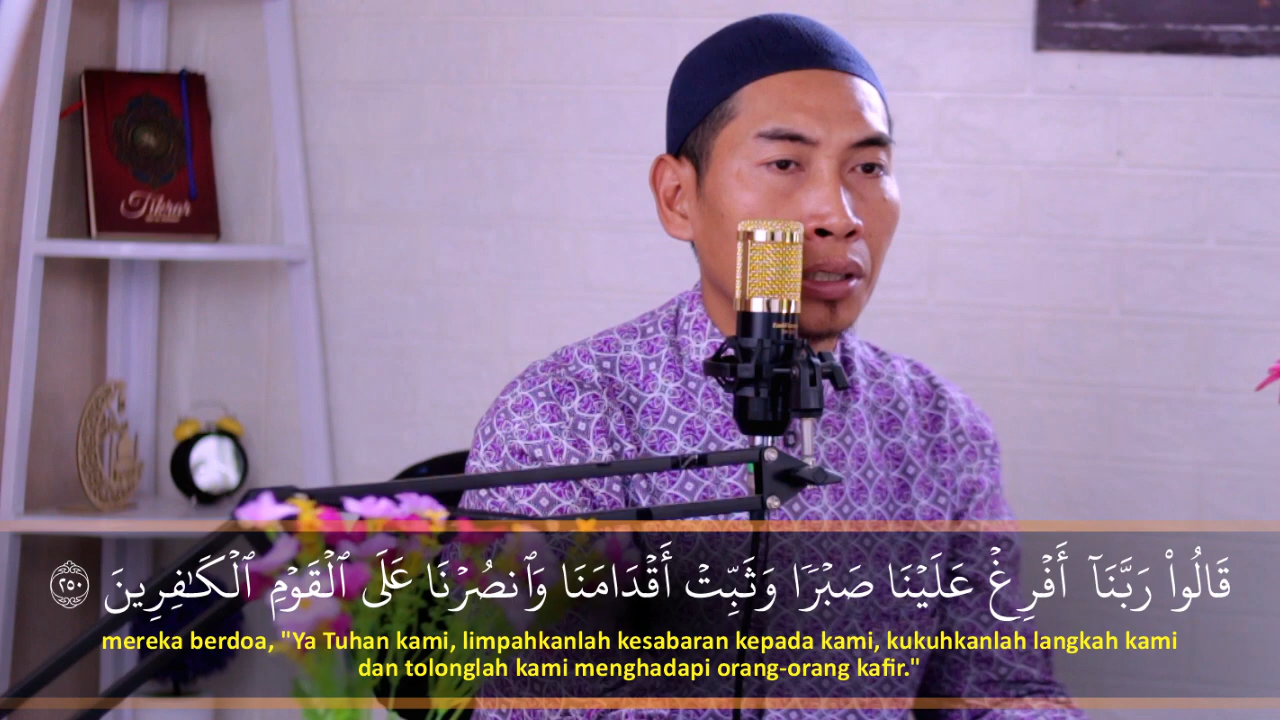 Tikrar
قَالُوا۟ رَبَّنَآ أَفْرِغْ عَلَيْنَا صَبْرًا وَثَبِّتْ أَقْدَامَنَا وَٱنصُرْنَا عَلَى ٱلْقَوْمِ ٱلْكَـٰفِرِينَ ٢٥٠
mereka berdoa, "Ya Tuhan kami, limpahkanlah kesabaran kepada kami, kukuhkanlah langkah kami
dan tolonglah kami menghadapi orang-orang kafir."